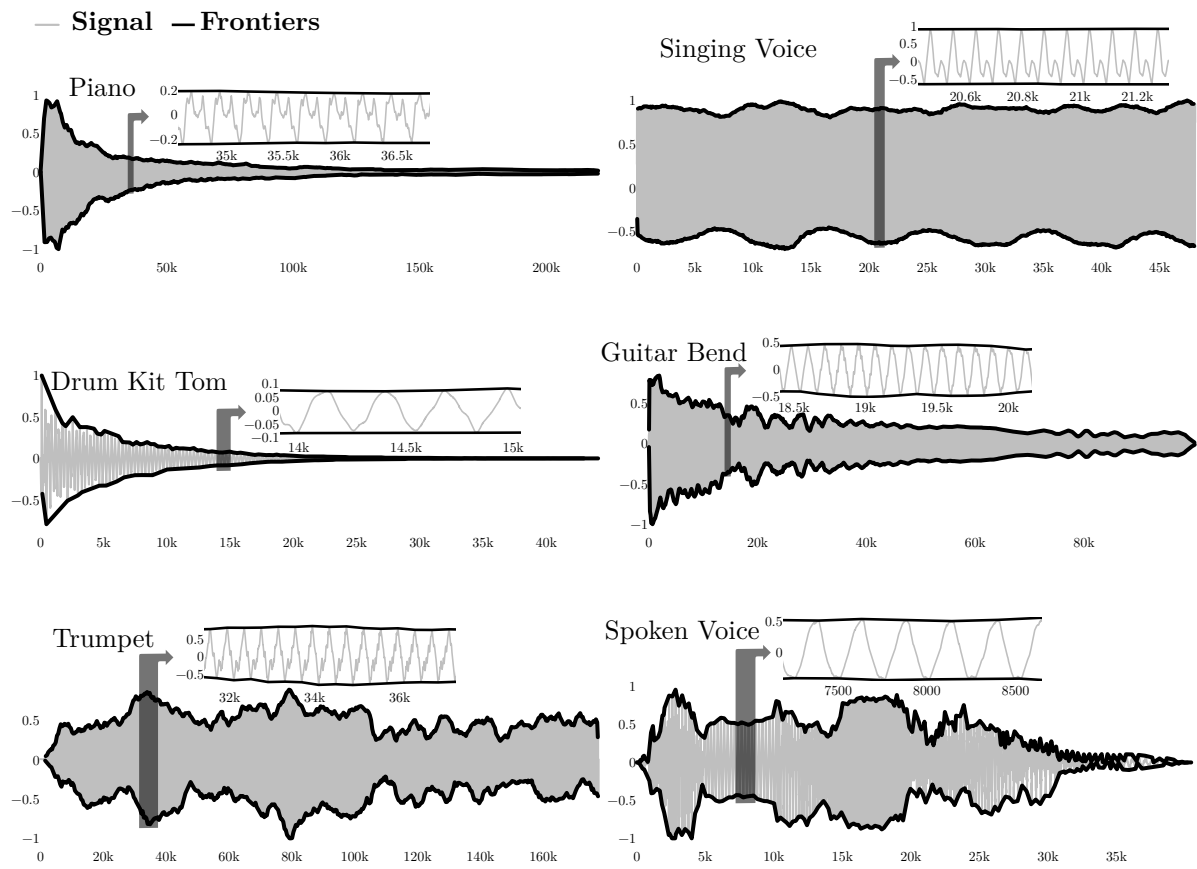 Signal Frontiers
Piano
0.2
0
−0.2
35k 35.5k 36k 36.5k
1
0.5
0
−0.5
−1
0 50k 100k 150k 200k
Singing Voice
1
0.5
0
−0.5
20.6k 20.8k 21k 21.2k
1
0.5
0
−0.5
0 5k 10k 15k 20k 25k 30k 35k 40k 45k
Drum Kit Tom
0.1
0.05
0
−0.05
−0.1
14k 14.5k 15k
1
0.5
0
−0.5
0 5k 10k 15k 20k 25k 30k 35k 40k
Guitar Bend
0.5
0
−0.5
18.5k 19k 19.5k 20k
0.5
0
−0.5
−1
0 20k 40k 60k 80k
Trumpet
0.5
0
−0.5
32k 34k 36k
0.5
0
−0.5
−1
0 20k 40k 60k 80k 100k 120k 140k 160k
Spoken Voice
0.5
0
7500 8000 8500
1
0.5
0
−0.5
−1
0 5k 10k 15k 20k 25k 30k 35k